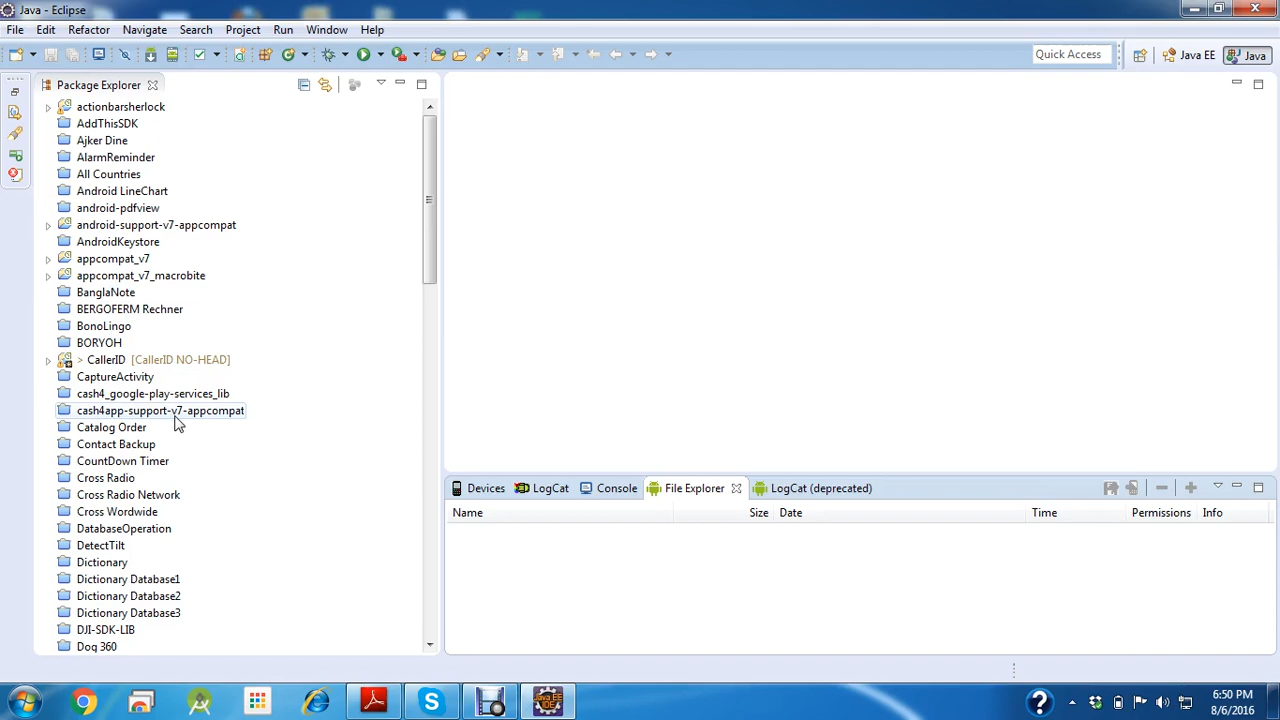 Java - Eclipse
File Edit Refactor Navigate Search Project Run Window Help
Quick Access Java EE Java
Package Explorer
actionbarsherlock
AddThisSDK
Ajker Dine
AlarmReminder
All Countries
Android LineChart
android-pdfview
android-support-v7-appcompat
AndroidKeystore
appcompat_v7
appcompat_v7_macrobite
BanglaNote
BERGOFERM Rechner
BonoLingo
BORYOH
> CallerID [CallerID NO-HEAD]
CaptureActivity
cash4_google-play-services_lib
cash4app-support-v7-appcompat
Catalog Order
Contact Backup
CountDown Timer
Cross Radio
Cross Radio Network
Cross Wordwide
DatabaseOperation
DetectTilt
Dictionary
Dictionary Database1
Dictionary Database2
Dictionary Database3
DJI-SDK-LIB
Dog 360
Devices LogCat Console File Explorer LogCat (deprecated)
Name Size Date Time Permissions Info
6:50 PM
8/6/2016